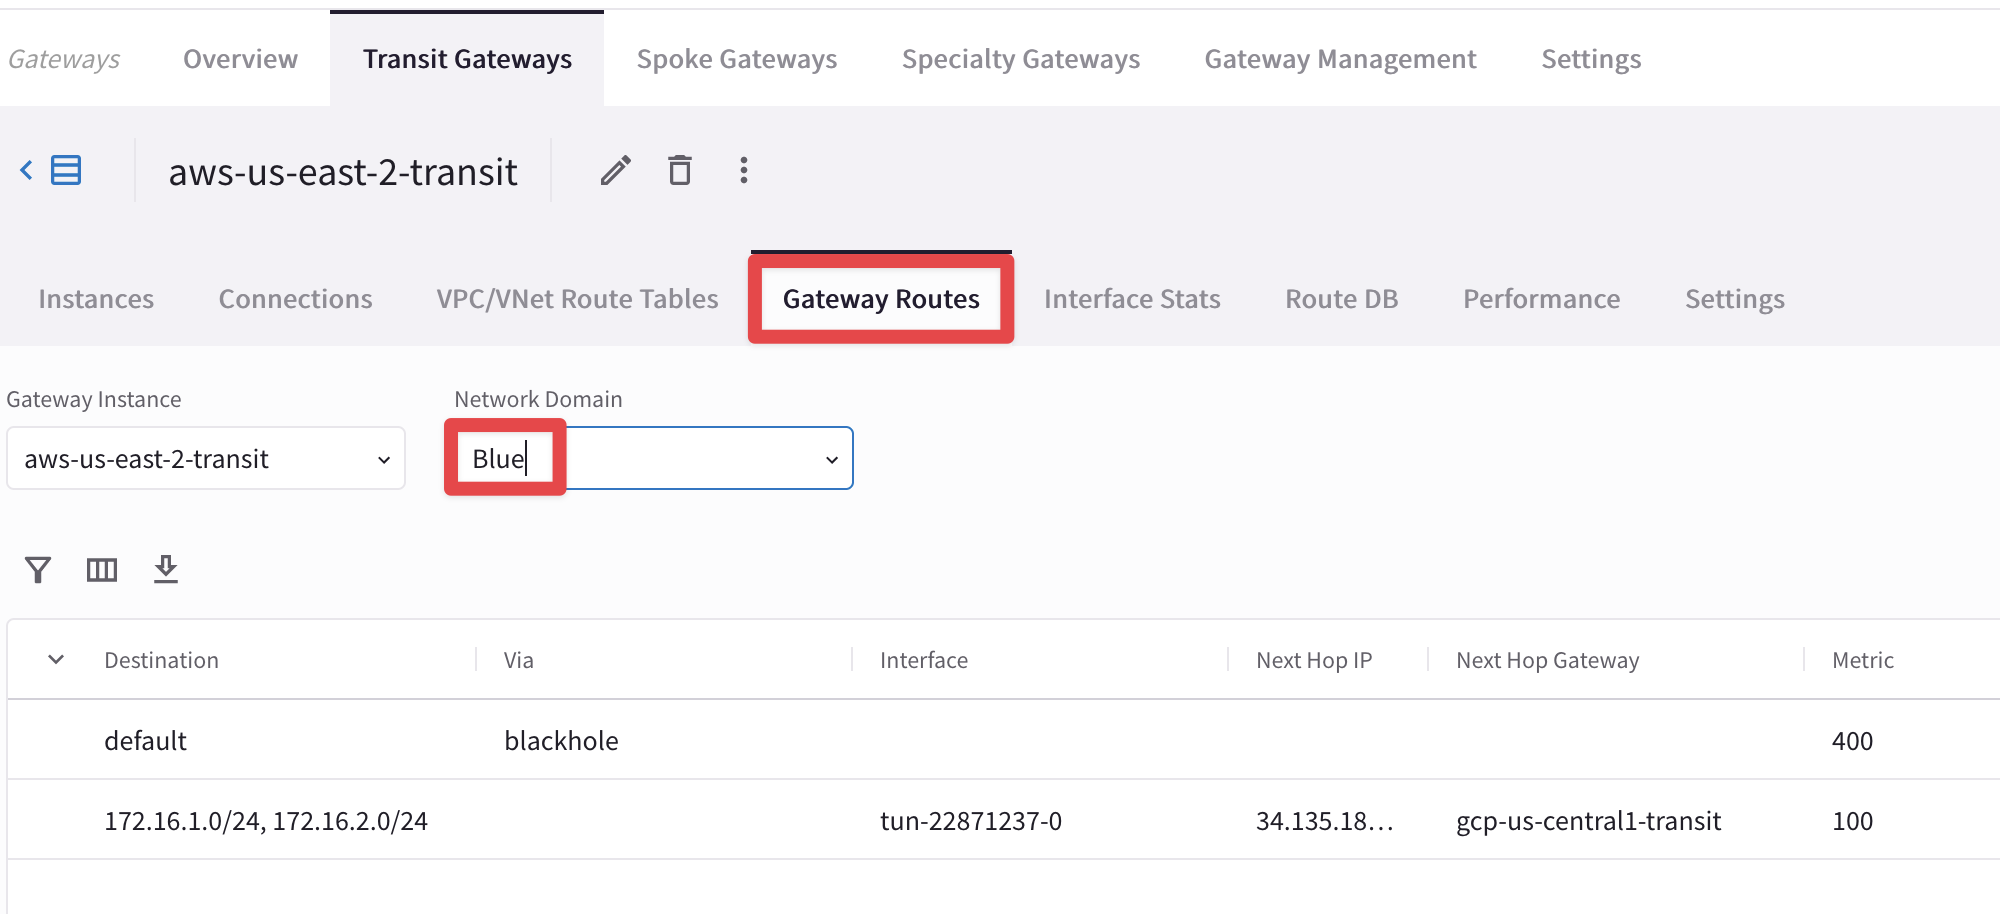 Gateways Overview Transit Gateways Spoke Gateways Specialty Gateways Gateway Management Settings
aws-us-east-2-transit
Instances Connections VPC/VNet Route Tables Gateway Routes Interface Stats Route DB Performance Settings
Gateway Instance Network Domain
aws-us-east-2-transit Blue
Destination Via Interface Next Hop IP Next Hop Gateway Metric
default blackhole 400
172.16.1.0/24, 172.16.2.0/24 tun-22871237-0 34.135.18... gcp-us-central1-transit 100